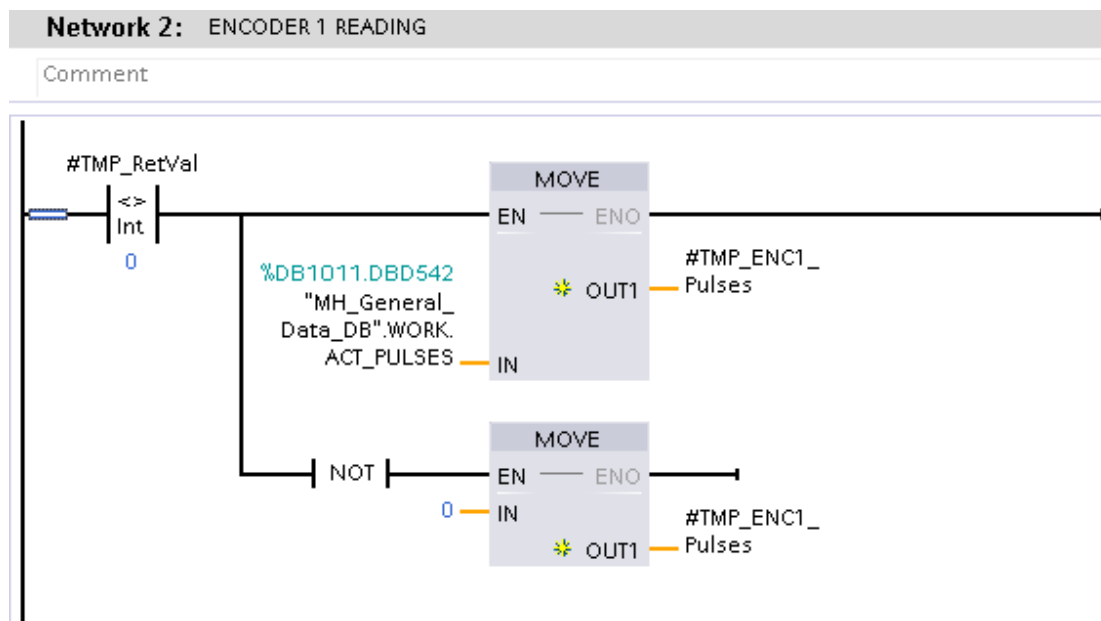 Network 2: ENCODER 1 READING
Comment
#TMP_RetVal
<>
Int
0
MOVE
EN
ENO
%DB1011.DBD542
"MH_General_
Data_DB".WORK.
ACT_PULSES
IN
OUT1
#TMP_ENC1_
Pulses
NOT
MOVE
EN
ENO
0
IN
OUT1
#TMP_ENC1_
Pulses